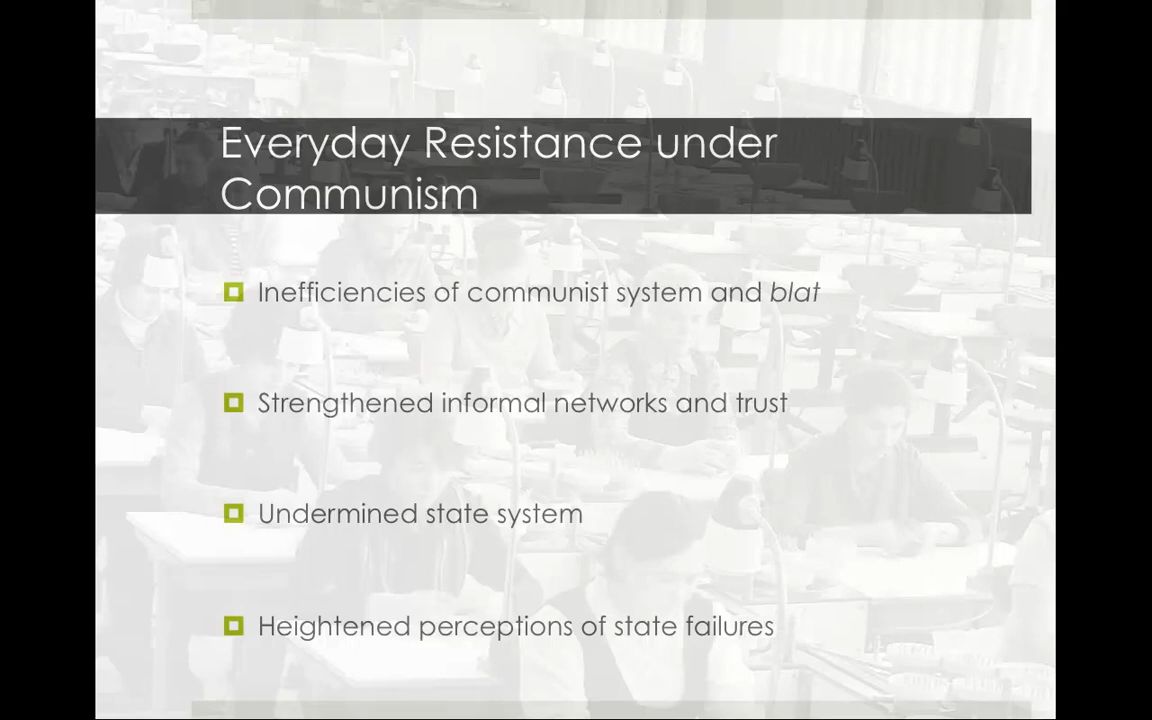 Everyday Resistance under
Communism
Inefficiencies of communist system and blat
Strengthened informal networks and trust
Undermined state system
Heightened perceptions of state failures